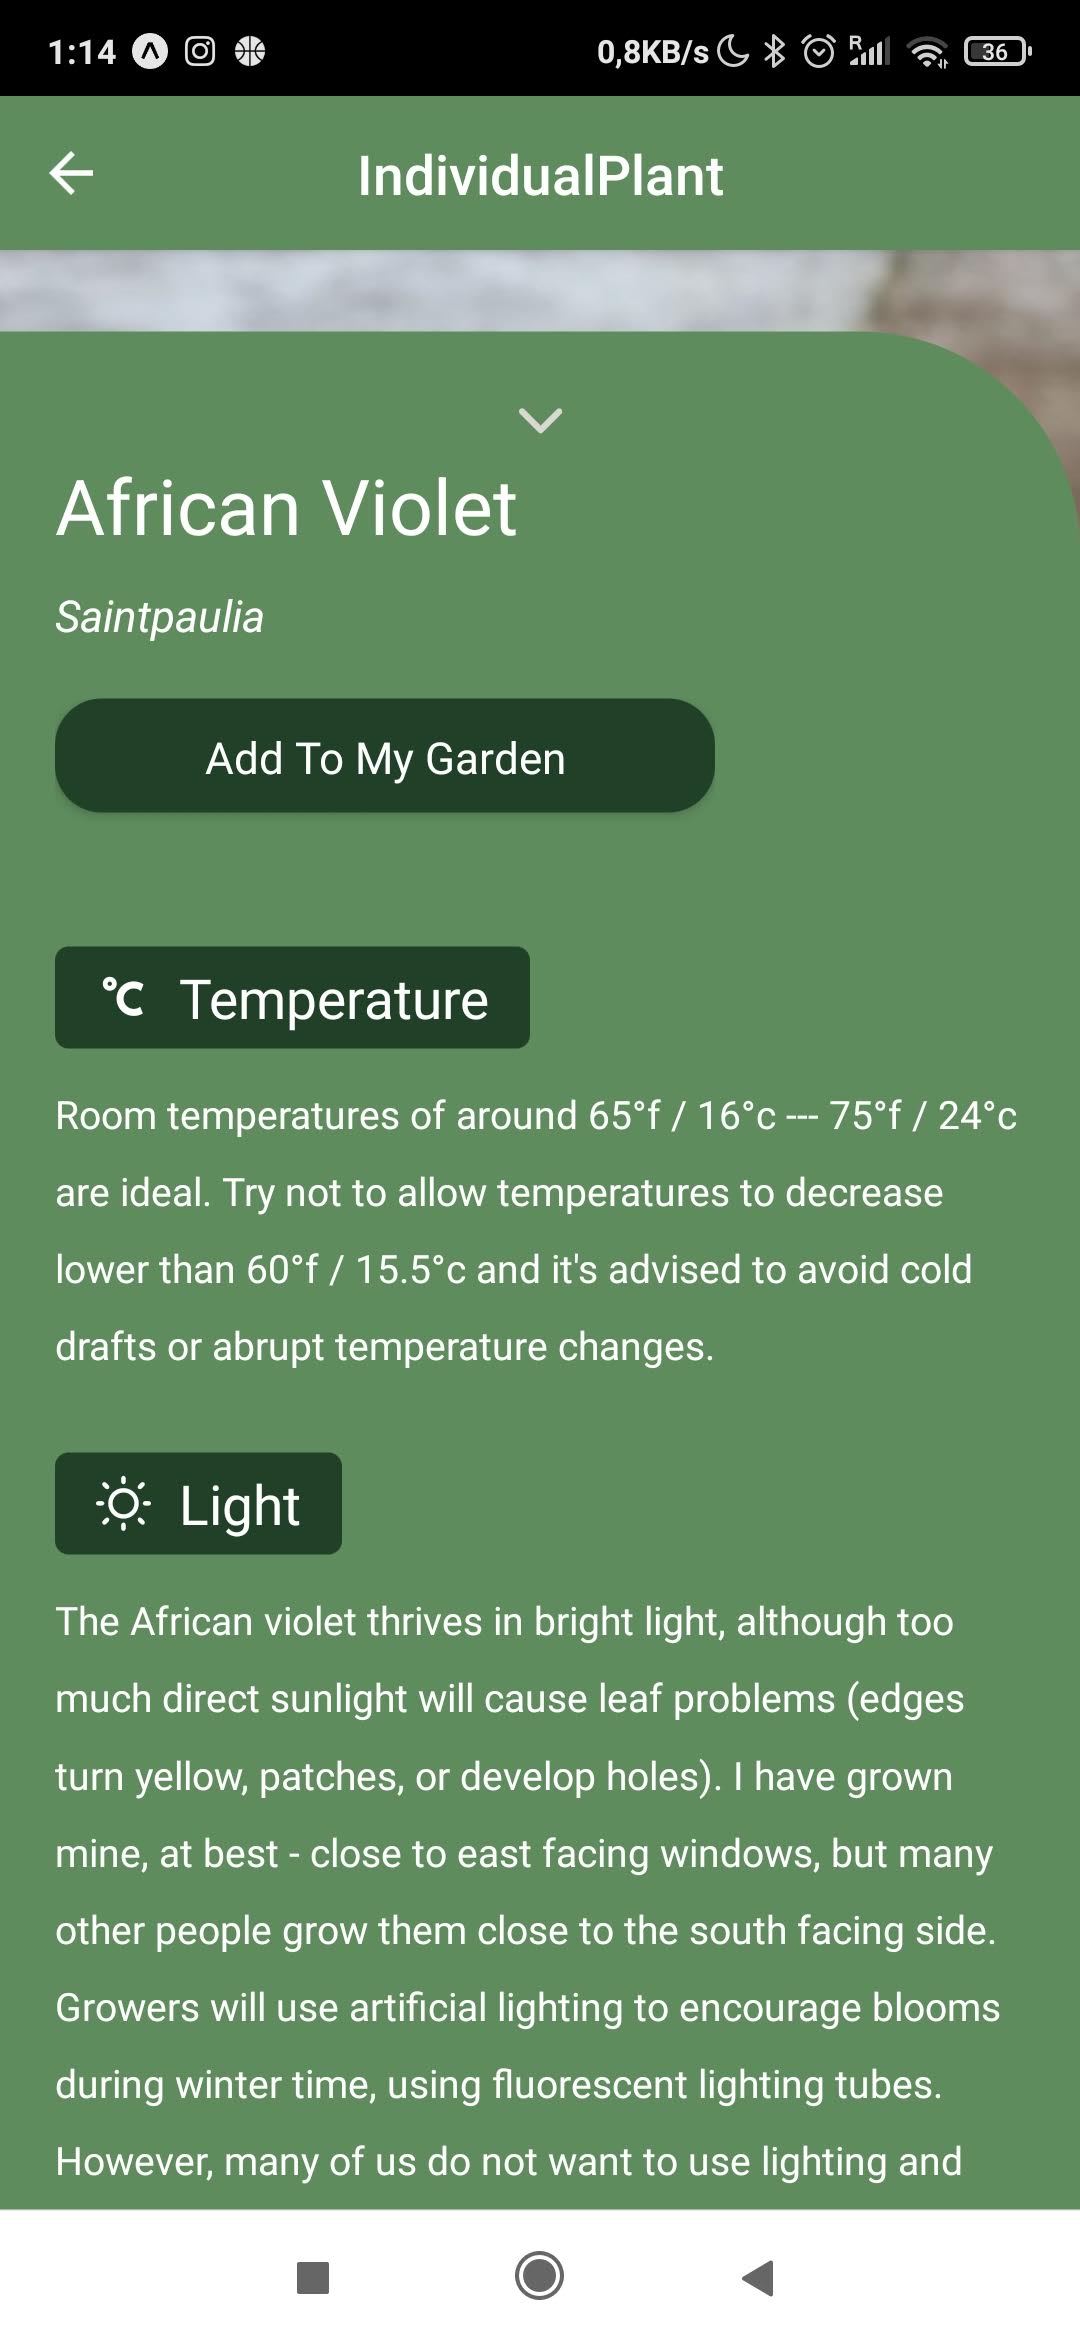 1:14 0,8KB/s R 36
IndividualPlant
African Violet
Saintpaulia
Add To My Garden
°C Temperature
Room temperatures of around 65°f / 16°c --- 75°f / 24°c
are ideal. Try not to allow temperatures to decrease
lower than 60°f / 15.5°c and it's advised to avoid cold
drafts or abrupt temperature changes.
Light
The African violet thrives in bright light, although too
much direct sunlight will cause leaf problems (edges
turn yellow, patches, or develop holes). I have grown
mine, at best - close to east facing windows, but many
other people grow them close to the south facing side.
Growers will use artificial lighting to encourage blooms
during winter time, using fluorescent lighting tubes.
However, many of us do not want to use lighting and